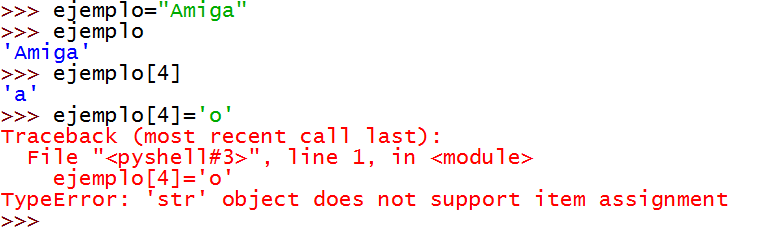 >>> ejemplo="Amiga"
>>> ejemplo
'Amiga'
>>> ejemplo[4]
'a'
>>> ejemplo[4]='o'
Traceback (most recent call last):
  File "<pyshell#3>", line 1, in <module>
    ejemplo[4]='o'
TypeError: 'str' object does not support item assignment
>>>